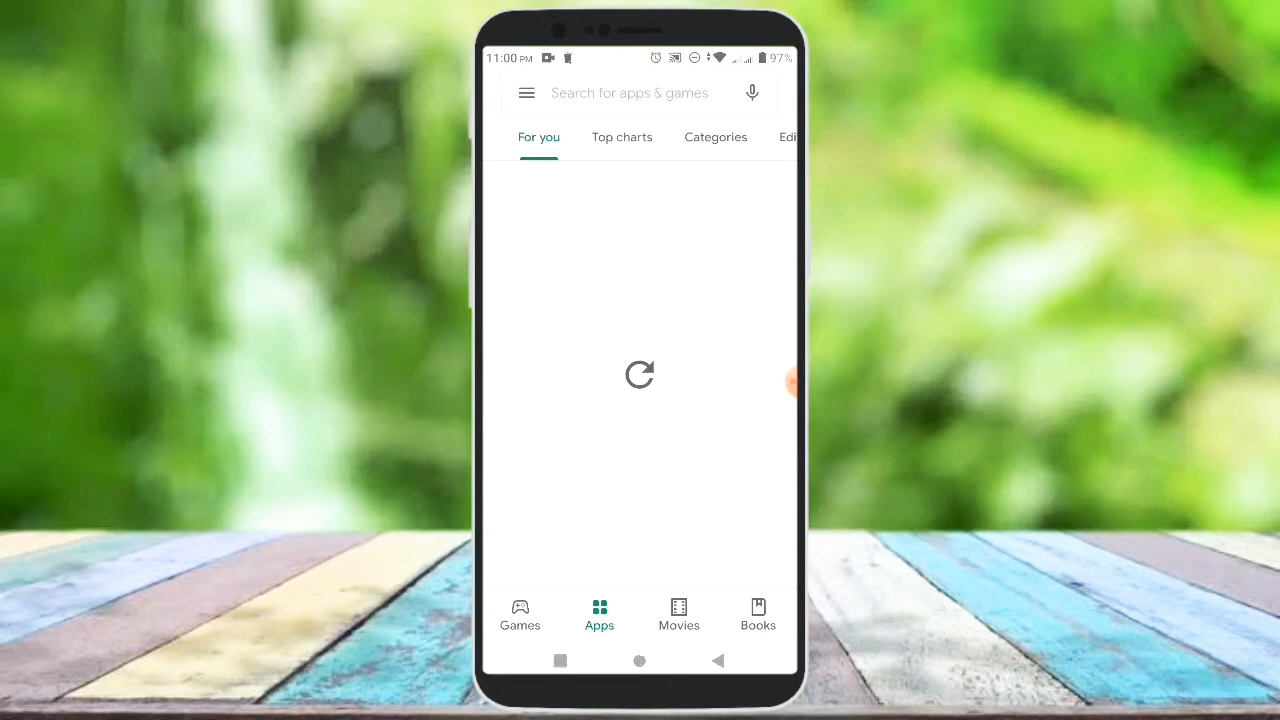 11:00 PM 97%
Search for apps & games
For you Top charts Categories Edi
Games Apps Movies Books